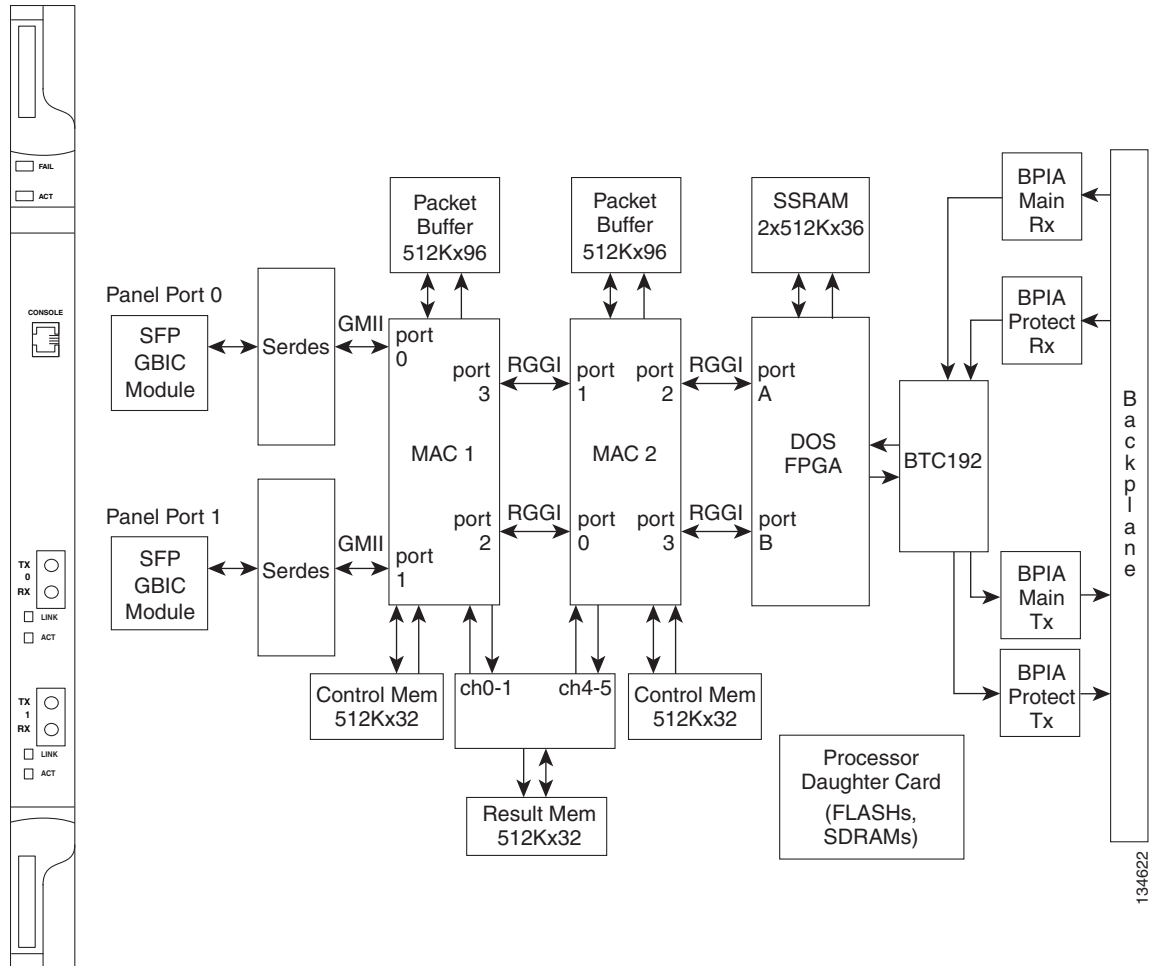 FAIL
ACT
CONSOLE
TX
0
RX
LINK
ACT
TX
1
RX
LINK
ACT
Panel Port 0
SFP
GBIC
Module
Serdes
GMII
Panel Port 1
SFP
GBIC
Module
Serdes
GMII
Packet
Buffer
512Kx96
port
0
port
3
MAC 1
port
2
port
1
RGGI
RGGI
Packet
Buffer
512Kx96
port
1
port
2
MAC 2
port
0
port
3
RGGI
RGGI
SSRAM
2x512Kx36
port
A
DOS
FPGA
port
B
BTC192
BPIA
Main
Rx
BPIA
Protect
Rx
BPIA
Main
Tx
BPIA
Protect
Tx
Backplane
Control Mem
512Kx32
ch0-1
ch4-5
Control Mem
512Kx32
Result Mem
512Kx32
Processor
Daughter Card
(FLASHs,
SDRAMs)
134622